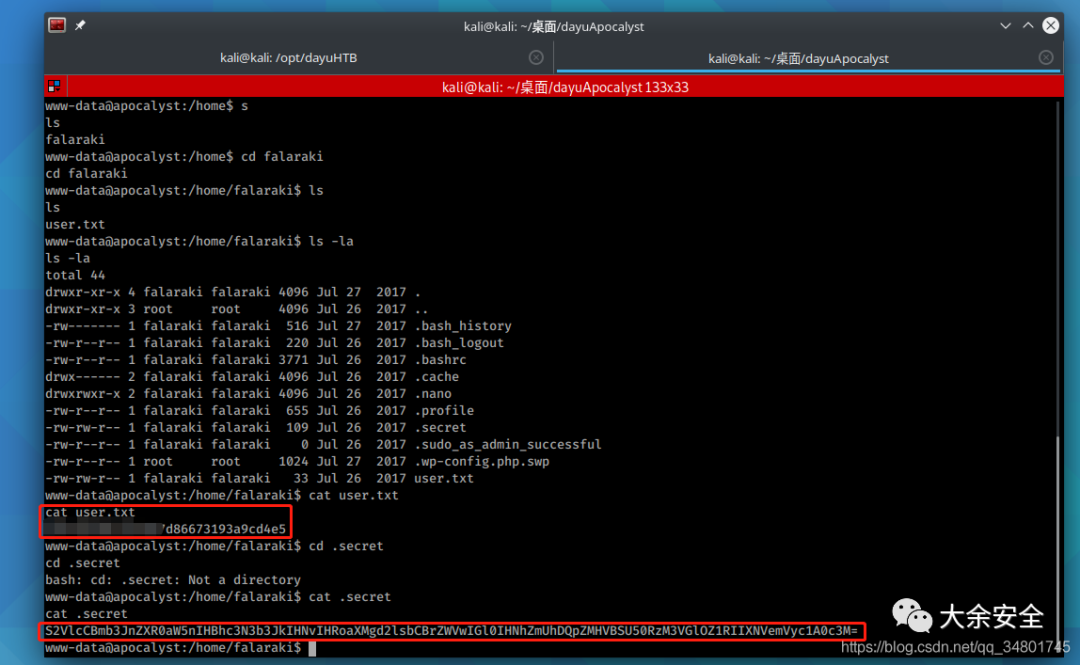 kali@kali: ~/桌面/dayuApocalyst
kali@kali: /opt/dayuHTB
kali@kali: ~/桌面/dayuApocalyst
kali@kali: ~/桌面/dayuApocalyst 133x33
www-data@apocalyst:/home$ s
ls
falaraki
www-data@apocalyst:/home$ cd falaraki
cd falaraki
www-data@apocalyst:/home/falaraki$ ls
ls
user.txt
www-data@apocalyst:/home/falaraki$ ls -la
ls -la
total 44
drwxr-xr-x 4 falaraki falaraki 4096 Jul 27  2017 .
drwxr-xr-x 3 root     root     4096 Jul 26  2017 ..
-rw------- 1 falaraki falaraki  516 Jul 27  2017 .bash_history
-rw-r--r-- 1 falaraki falaraki  220 Jul 26  2017 .bash_logout
-rw-r--r-- 1 falaraki falaraki 3771 Jul 26  2017 .bashrc
drwx------ 2 falaraki falaraki 4096 Jul 26  2017 .cache
drwxrwxr-x 2 falaraki falaraki 4096 Jul 26  2017 .nano
-rw-r--r-- 1 falaraki falaraki  655 Jul 26  2017 .profile
-rw-rw-r-- 1 falaraki falaraki  109 Jul 26  2017 .secret
-rw-r--r-- 1 falaraki falaraki    0 Jul 26  2017 .sudo_as_admin_successful
-rw-r--r-- 1 root     root     1024 Jul 27  2017 .wp-config.php.swp
-rw-rw-r-- 1 falaraki falaraki   33 Jul 26  2017 user.txt
www-data@apocalyst:/home/falaraki$ cat user.txt
cat user.txt
7d86673193a9cd4e5
www-data@apocalyst:/home/falaraki$ cd .secret
cd .secret
bash: cd: .secret: Not a directory
www-data@apocalyst:/home/falaraki$ cat .secret
cat .secret
S2VlcCBmb3JnZXR0aW5nIHBhc3N3b3JkIHNvIHRoaXMgd2lsbCBrZWVwIGl0IHNhZmUhDQpZMHVBSU50RzM3VGlOZ1RIIXNVemVyc1A0c3M=
www-data@apocalyst:/home/falaraki$
大余安全
https://blog.csdn.net/qq_34801745